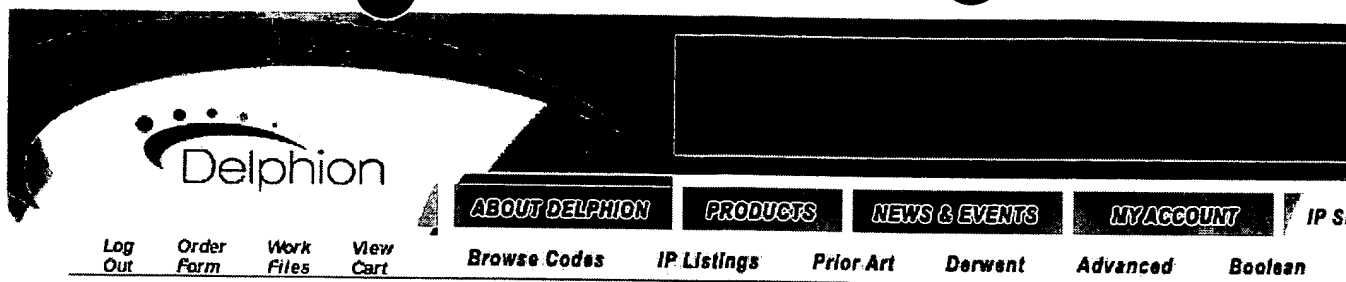 Delphion
ABOUT DELPHION PRODUCTS NEWS & EVENTS MY ACCOUNT IP S
Log Out Order Form Work Files View Cart
Browse Codes IP Listings Prior Art Derwent Advanced Boolean